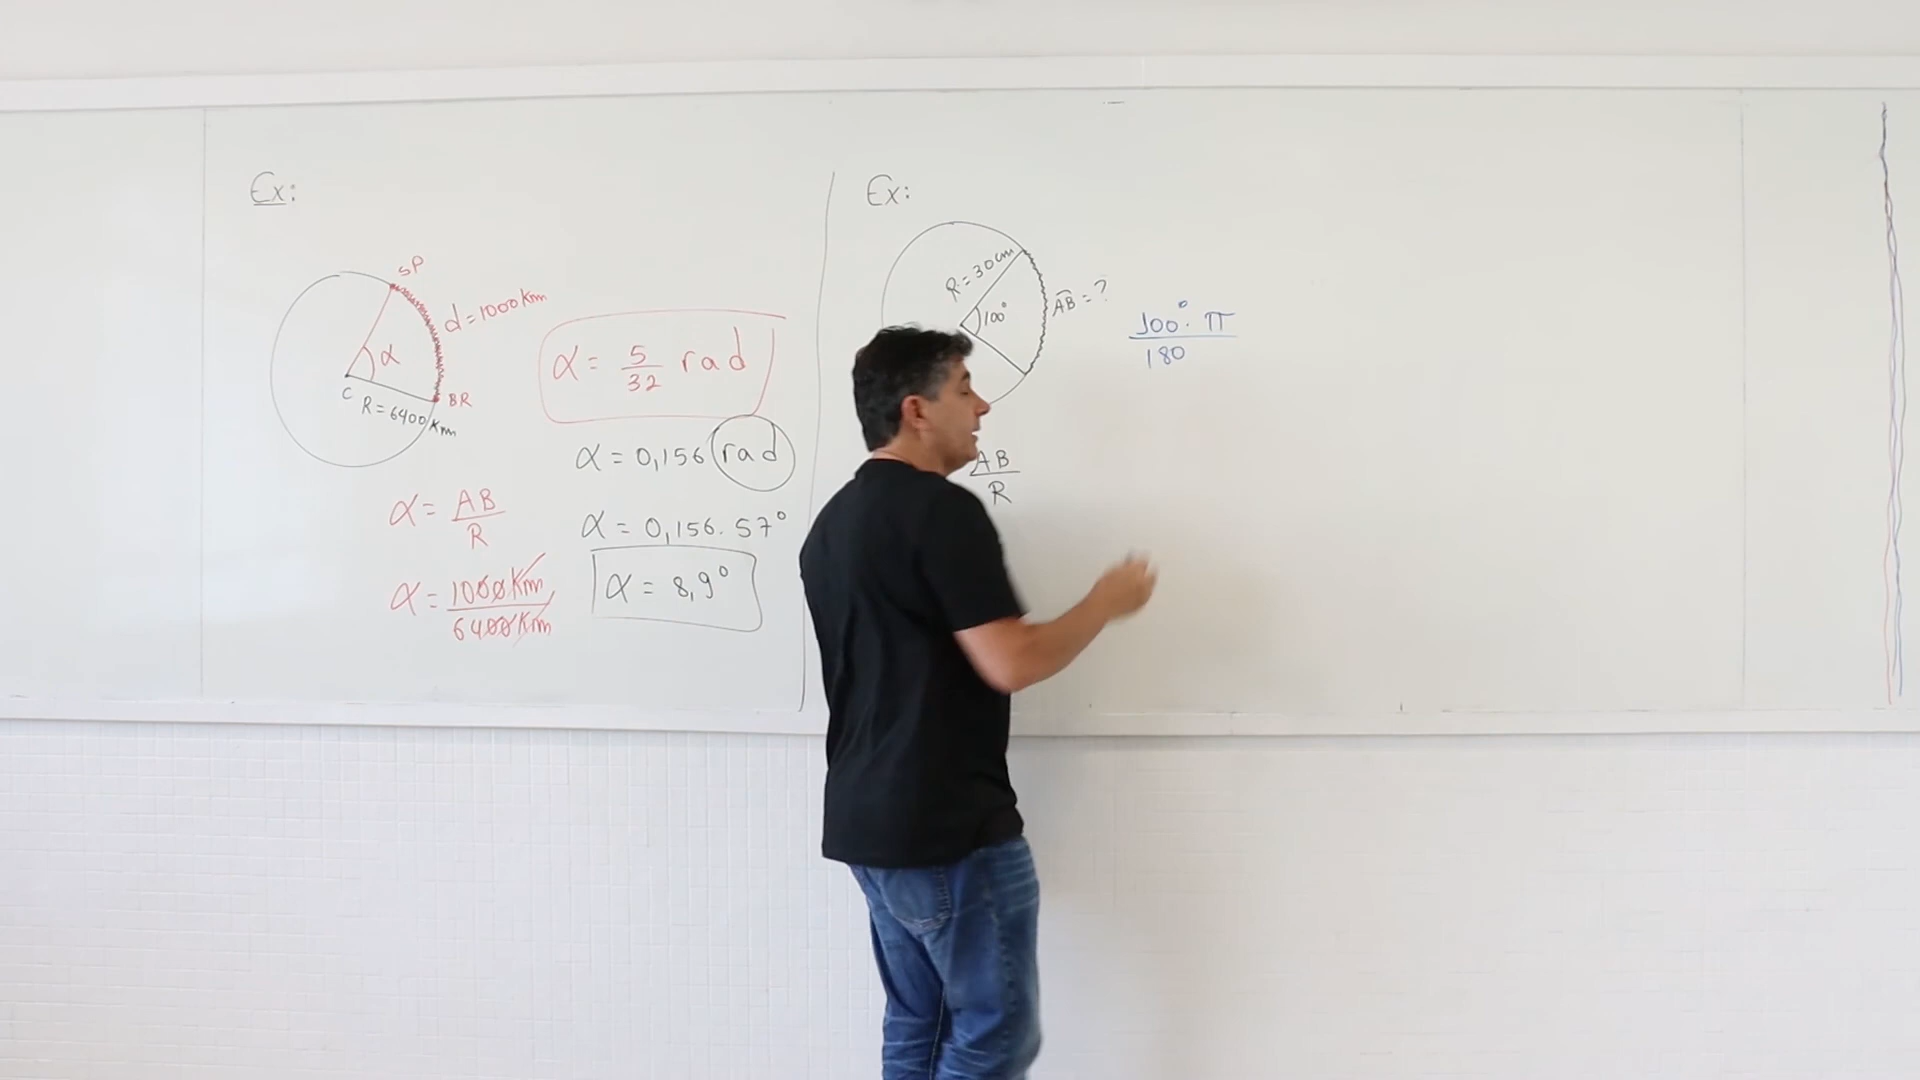 Ex:
SP
d = 1000 Km
α
C
R = 6400 Km
BR
α = AB/R
α = 1000 Km/6400 Km
α = 5/32 rad
α = 0,156 rad
α = 0,156 . 57°
α = 8,9°
Ex:
R = 30 cm
100°
AB = ?
AB/R
100° . π/180